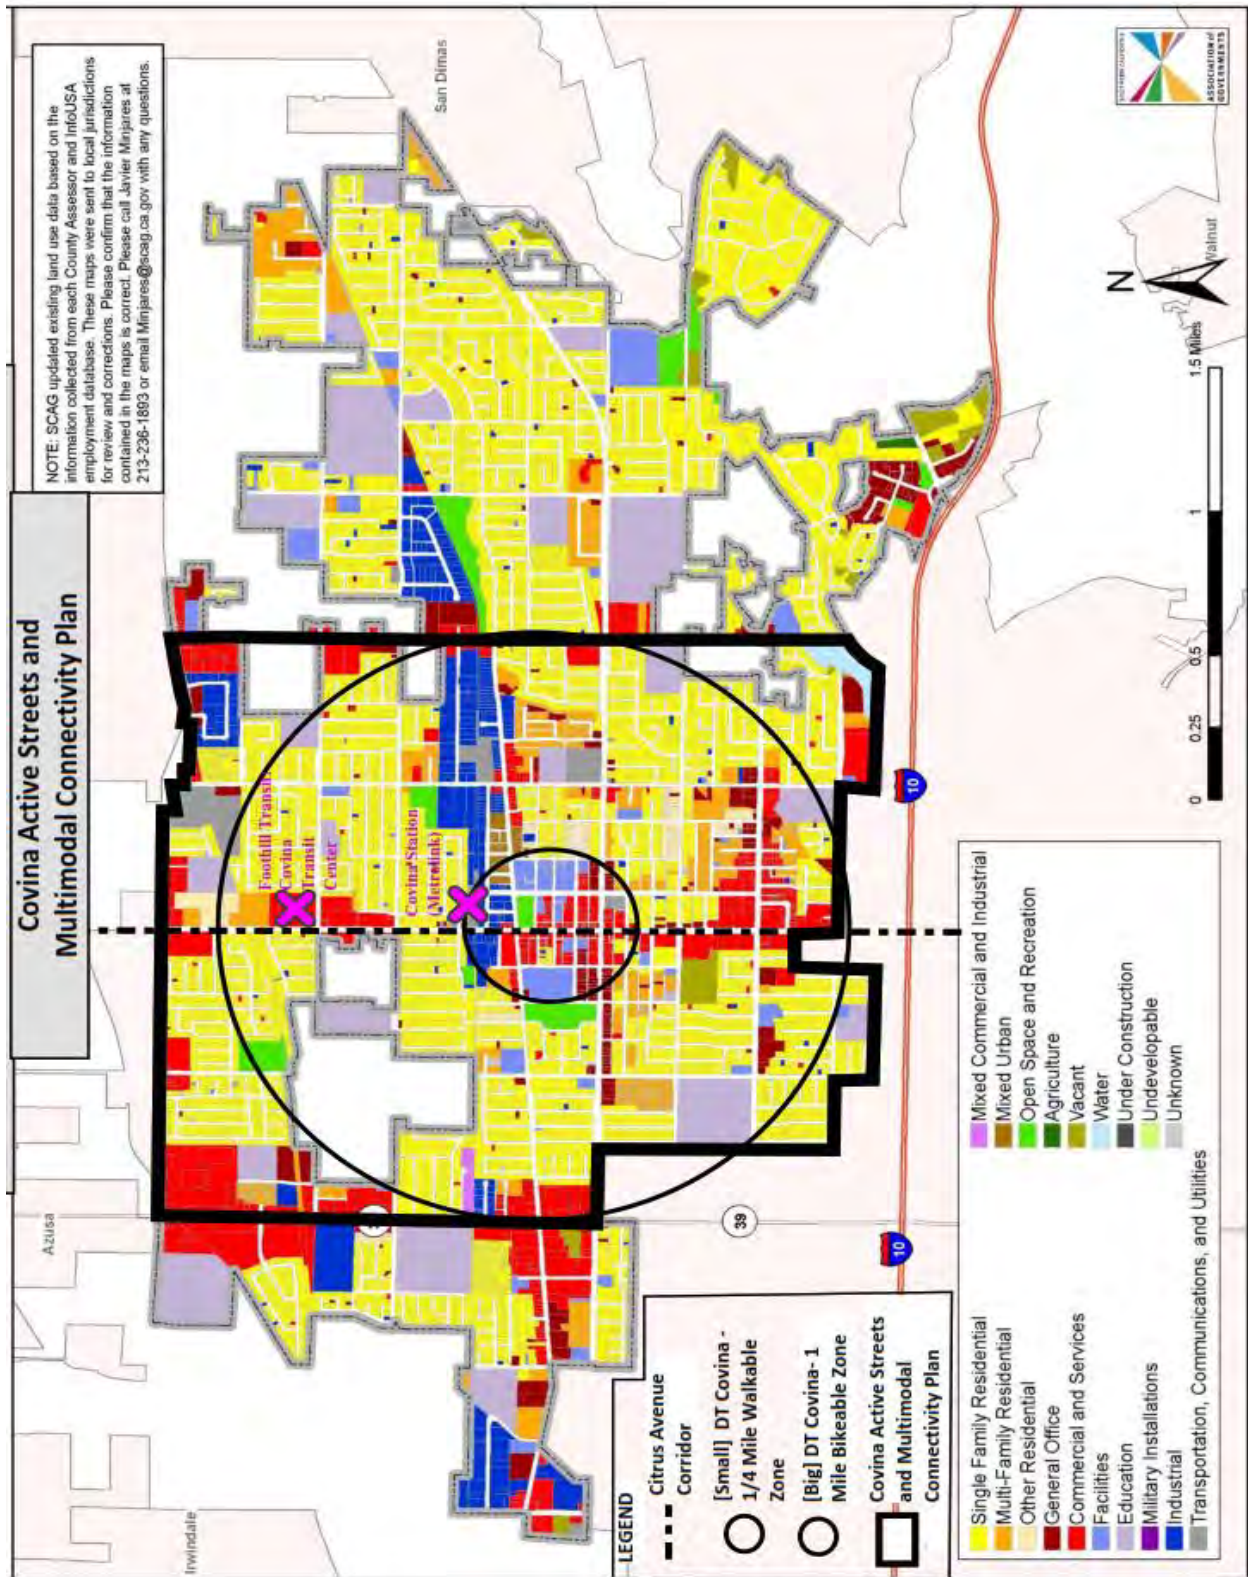 Covina Active Streets and
Multimodal Connectivity Plan
NOTE: SCAG updated existing land use data based on the
information collected from each County Assessor and InfoUSA
employment database. These maps were sent to local jurisdictions
for review and corrections. Please confirm that the information
contained in the maps is correct. Please call Javier Minjares at
213-236-1893 or email Minjares@scag.ca.gov with any questions.
Azusa
Irwindale
San Dimas
Walnut
Foothill Transit
Covina
Transit
Center
Covina Station
(Metrolink)
39
10
10
LEGEND
Citrus Avenue
Corridor
[Small] DT Covina -
1/4 Mile Walkable
Zone
[Big] DT Covina- 1
Mile Bikeable Zone
Covina Active Streets
and Multimodal
Connectivity Plan
Single Family Residential
Multi-Family Residential
Other Residential
General Office
Commercial and Services
Facilities
Education
Military Installations
Industrial
Transportation, Communications, and Utilities
Mixed Commercial and Industrial
Mixed Urban
Open Space and Recreation
Agriculture
Vacant
Water
Under Construction
Undevelopable
Unknown
0 0.25 0.5 1 1.5 Miles
N
SOUTHERN CALIFORNIA
ASSOCIATION of
GOVERNMENTS